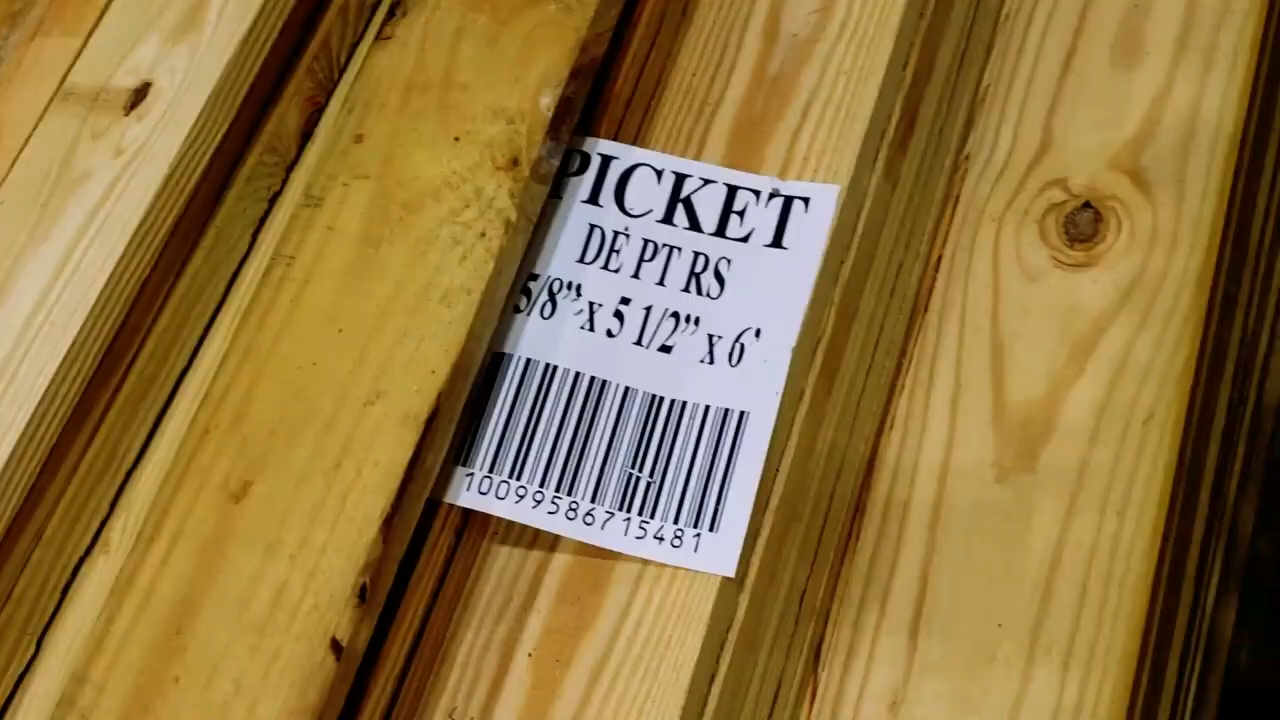 PICKET
DE PT RS
5/8” x 5 1/2” x 6'
10099586715481